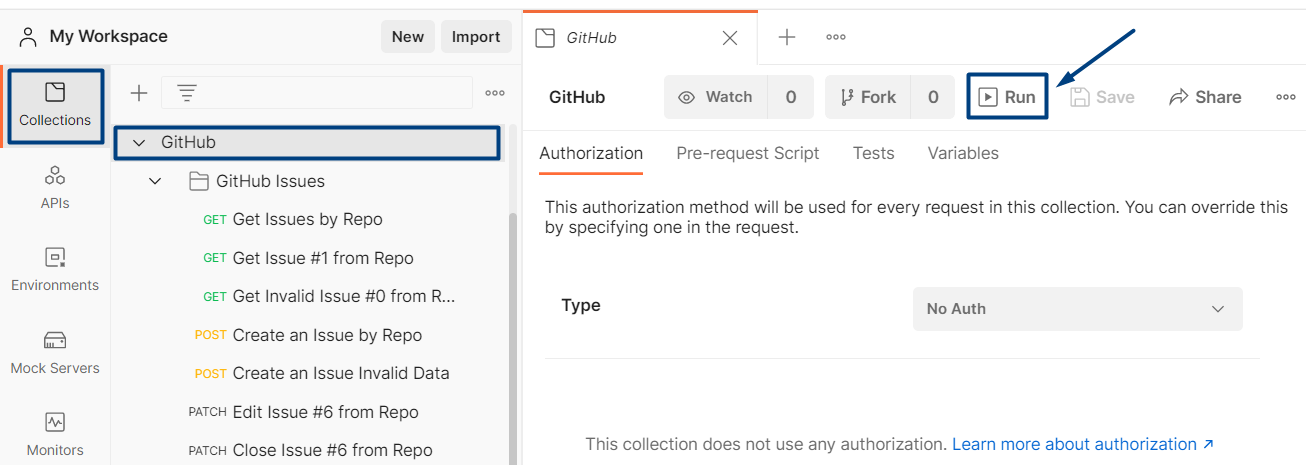 My Workspace
New
Import
Collections
APIs
Environments
Mock Servers
Monitors
GitHub
GitHub Issues
GET Get Issues by Repo
GET Get Issue #1 from Repo
GET Get Invalid Issue #0 from R...
POST Create an Issue by Repo
POST Create an Issue Invalid Data
PATCH Edit Issue #6 from Repo
PATCH Close Issue #6 from Repo
GitHub
GitHub
Watch 0
Fork 0
Run
Save
Share
Authorization
Pre-request Script
Tests
Variables
This authorization method will be used for every request in this collection. You can override this
by specifying one in the request.
Type
No Auth
This collection does not use any authorization. Learn more about authorization ↗